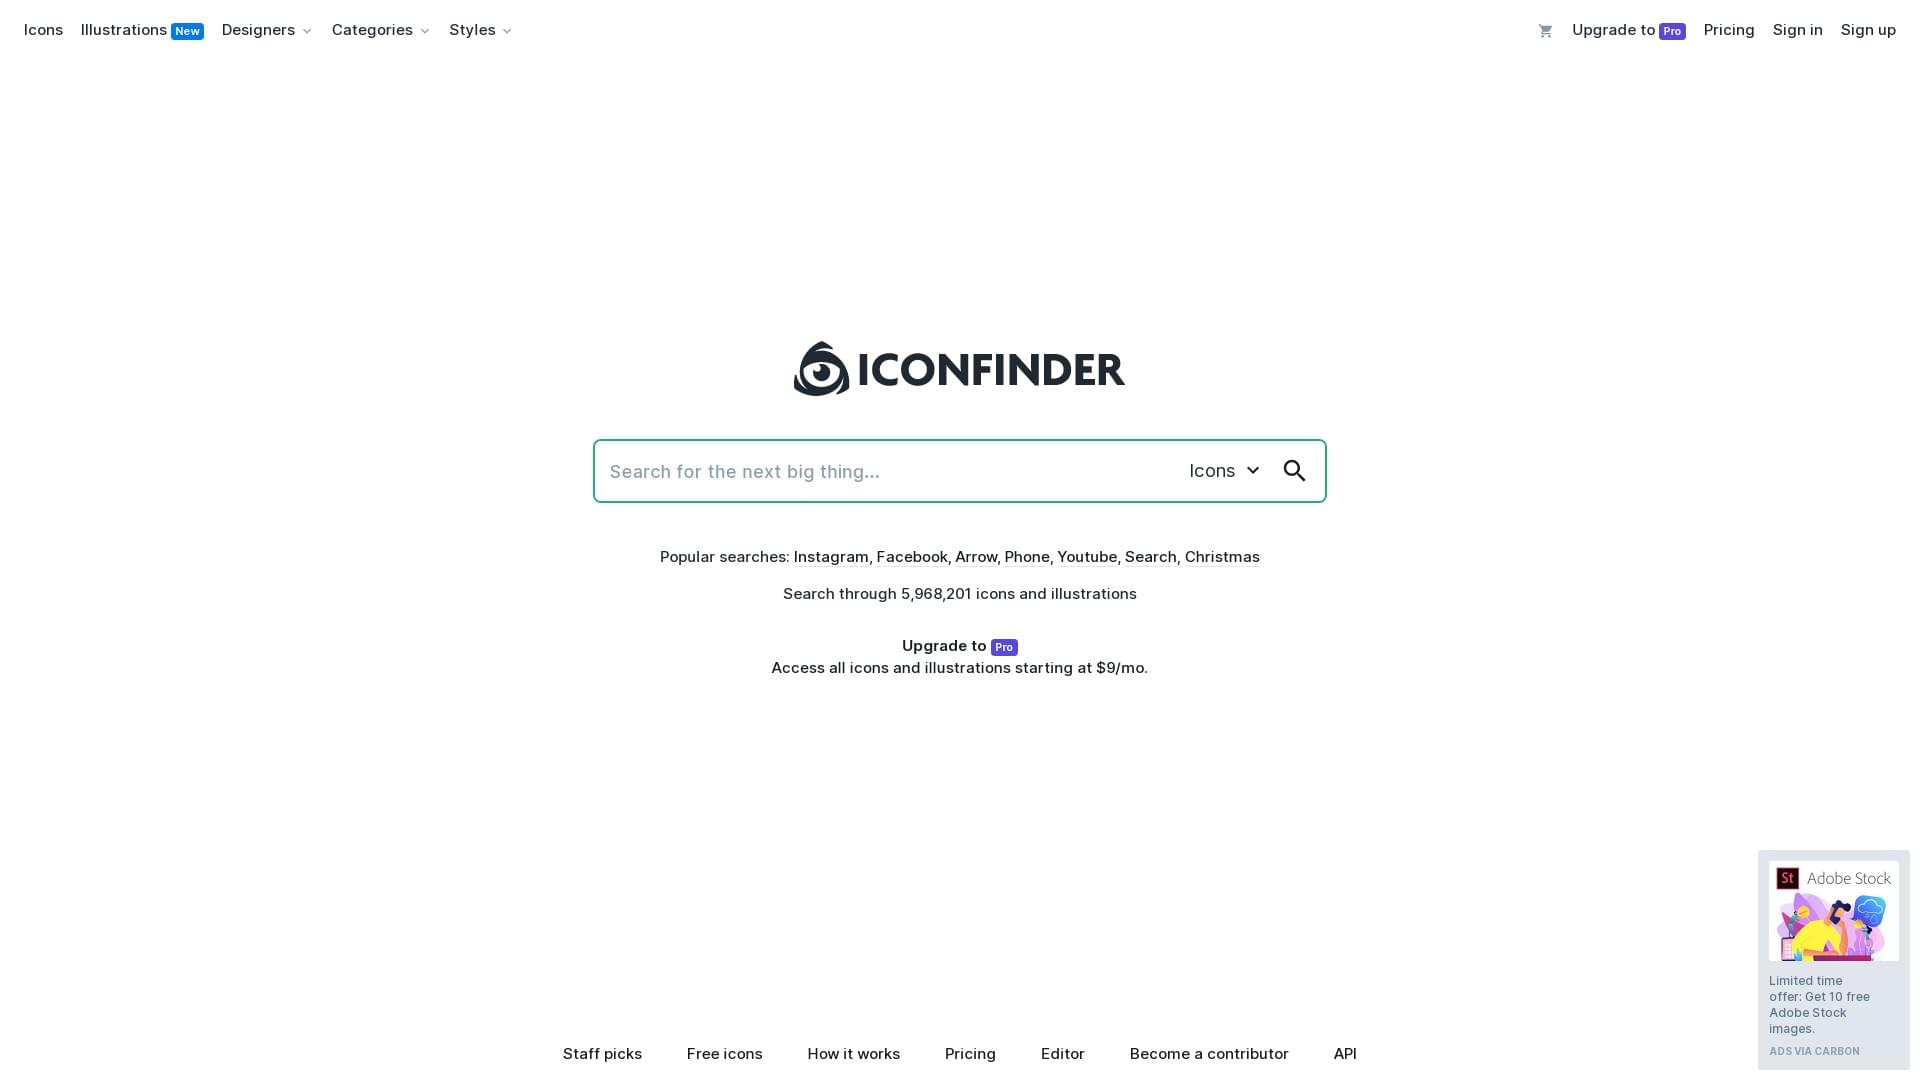 Icons Illustrations New Designers Categories Styles Upgrade to Pro Pricing Sign in Sign up
ICONFINDER
Search for the next big thing... Icons
Popular searches: Instagram, Facebook, Arrow, Phone, Youtube, Search, Christmas
Search through 5,968,201 icons and illustrations
Upgrade to Pro
Access all icons and illustrations starting at $9/mo.
St Adobe Stock
Limited time
offer: Get 10 free
Adobe Stock
images.
ADS VIA CARBON
Staff picks Free icons How it works Pricing Editor Become a contributor API